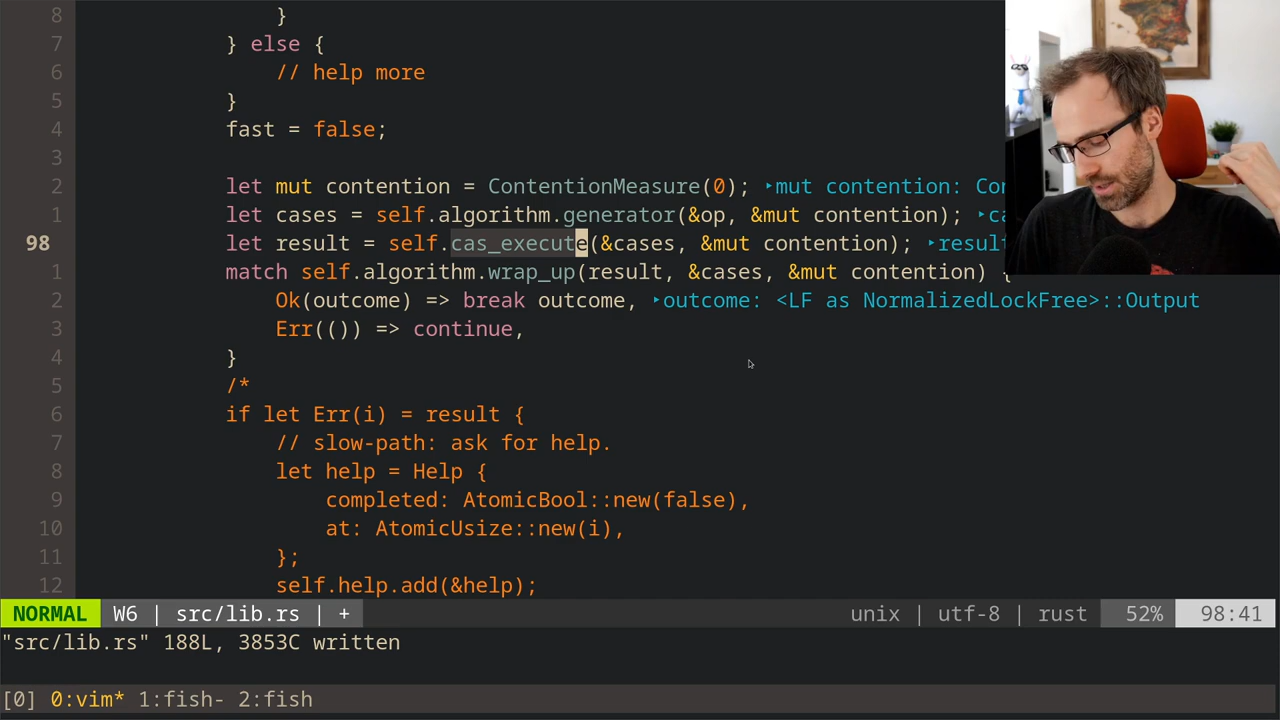 8 }
7 } else {
6 // help more
5 }
4 fast = false;
3
2 let mut contention = ContentionMeasure(0); ‣mut contention: Con
1 let cases = self.algorithm.generator(&op, &mut contention); ‣ca
98 let result = self.cas_execute(&cases, &mut contention); ‣result
1 match self.algorithm.wrap_up(result, &cases, &mut contention) {
2 Ok(outcome) => break outcome, ‣outcome: <LF as NormalizedLockFree>::Output
3 Err(()) => continue,
4 }
5 /*
6 if let Err(i) = result {
7 // slow-path: ask for help.
8 let help = Help {
9 completed: AtomicBool::new(false),
10 at: AtomicUsize::new(i),
11 };
12 self.help.add(&help);
NORMAL W6 | src/lib.rs | + unix | utf-8 | rust 52% 98:41
"src/lib.rs" 188L, 3853C written
[0] 0:vim* 1:fish- 2:fish